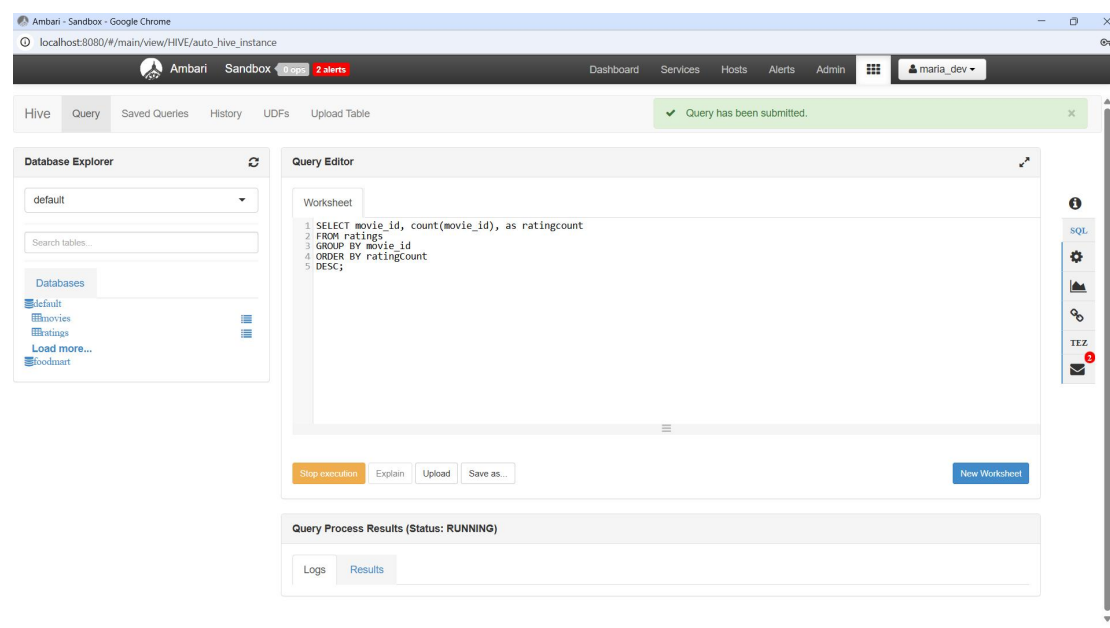 Ambari - Sandbox - Google Chrome
localhost:8080/#/main/view/HIVE/auto_hive_instance
Ambari Sandbox 0 ops 2 alerts Dashboard Services Hosts Alerts Admin maria_dev
Hive Query Saved Queries History UDFs Upload Table
Query has been submitted.
Database Explorer
default
Search tables...
Databases
default
movies
ratings
Load more...
foodmart
Query Editor
Worksheet
1 SELECT movie_id, count(movie_id), as ratingcount
2 FROM ratings
3 GROUP BY movie_id
4 ORDER BY ratingCount
5 DESC;
Stop execution Explain Upload Save as... New Worksheet
Query Process Results (Status: RUNNING)
Logs Results
SQL
TEZ
2